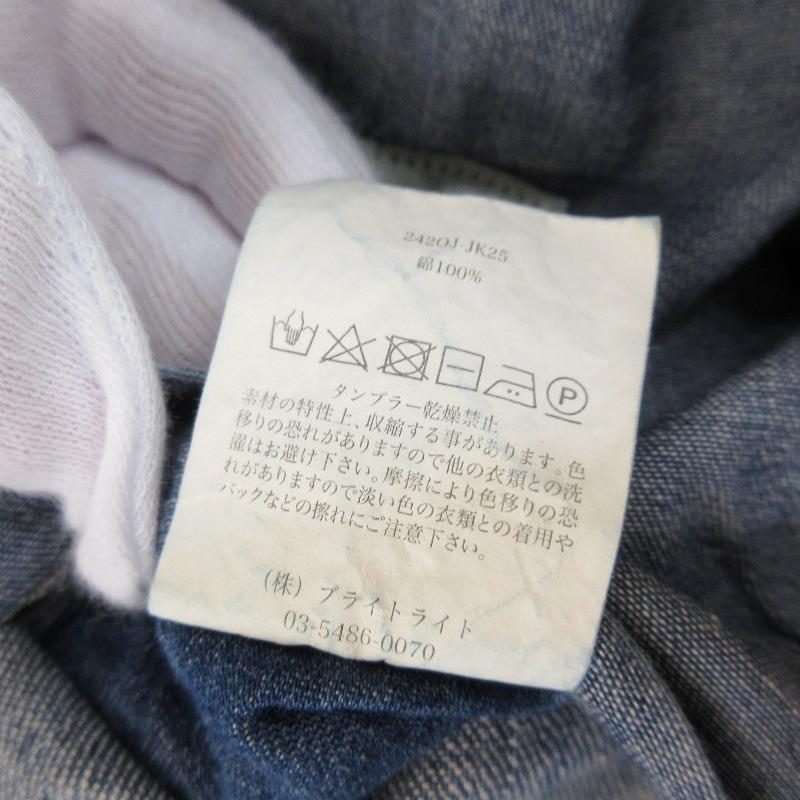 242OJ-JK25
綿100%
P
タンブラー乾燥禁止
素材の特性上、収縮する事があります。色
移りの恐れがありますので他の衣類との洗
濯はお避け下さい。摩擦により色移りの恐
れがありますので淡い色の衣類との着用や
バックなどの擦れにご注意下さい。
(株) ブライトライト
03-5486-0070